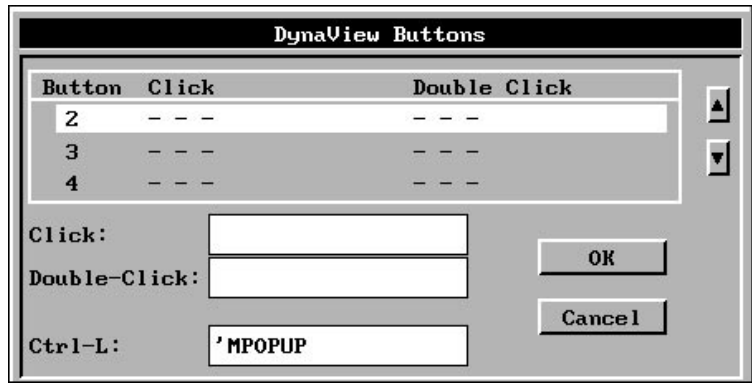 DynaView Buttons
Button Click Double Click
2 - - - - - -
3 - - - - - -
4 - - - - - -
Click:
OK
Double-Click:
Cancel
Ctrl-L: 'MPOPUP